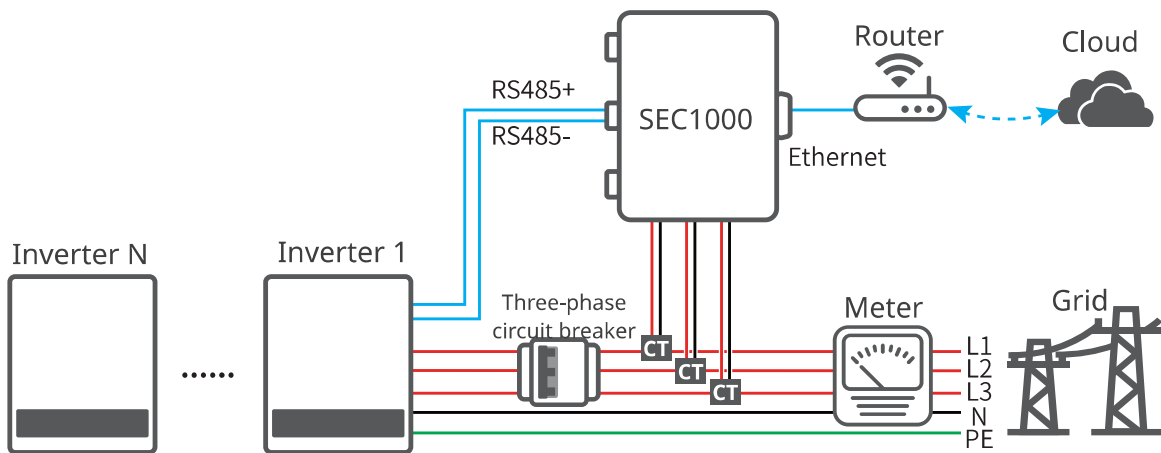 Router
Cloud
RS485+
RS485-
SEC1000
Ethernet
Inverter N
Inverter 1
Three-phase
circuit breaker
Meter
Grid
CT
CT
CT
L1
L2
L3
N
PE
......